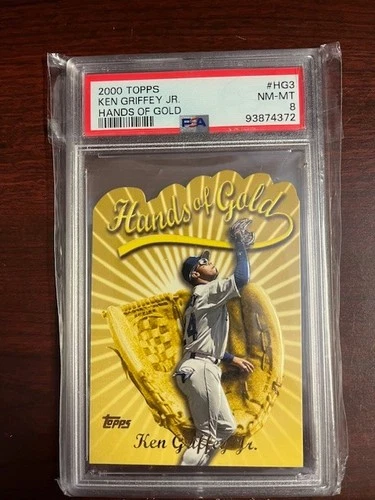 2000 TOPPS #HG3
KEN GRIFFEY JR. NM-MT
HANDS OF GOLD PSA 8
93874372
Hands of Gold
4
Topps
Ken Griffey Jr.